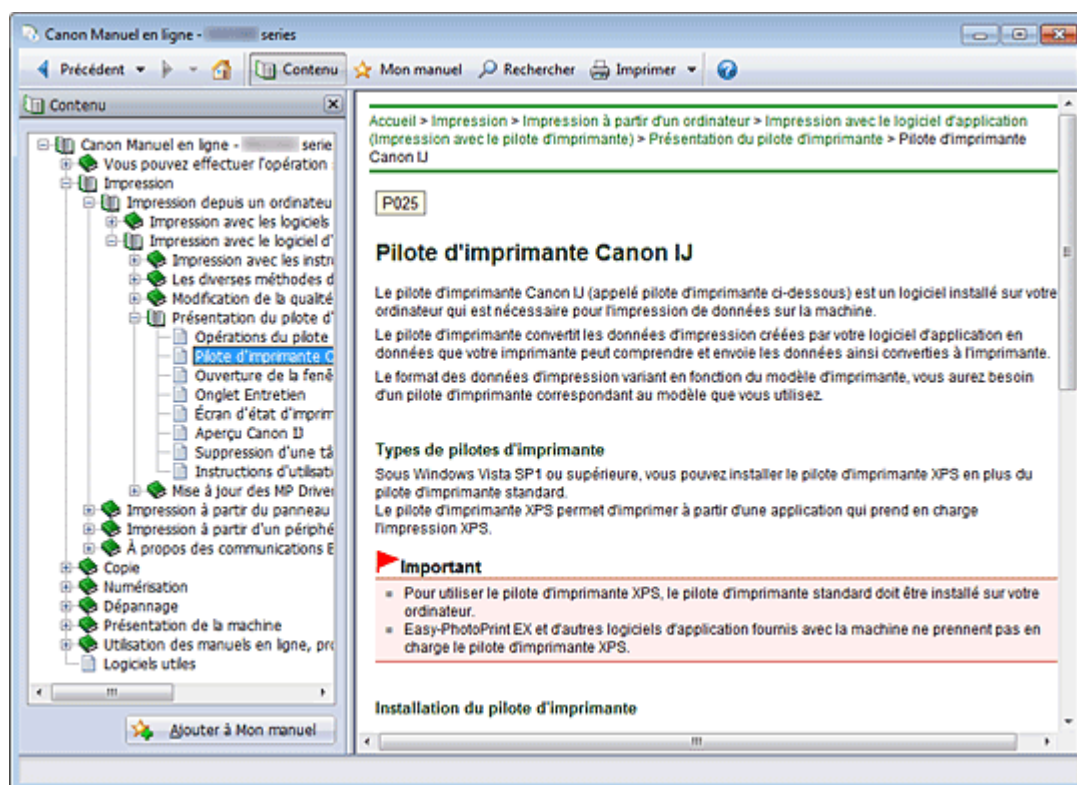 Canon Manuel en ligne - series
Précédent
Contenu
Mon manuel
Rechercher
Imprimer
Contenu
Canon Manuel en ligne - serie
Vous pouvez effectuer l'opération
Impression
Impression depuis un ordinateu
Impression avec les logiciels
Impression avec le logiciel d'
Impression avec les instr
Les diverses méthodes d
Modification de la qualité
Présentation du pilote d'
Opérations du pilote
Pilote d'imprimante C
Ouverture de la fenê
Onglet Entretien
Écran d'état d'imprim
Aperçu Canon IJ
Suppression d'une tâ
Instructions d'utilisati
Mise à jour des MP Driver
Impression à partir du panneau
Impression à partir d'un périphé
À propos des communications B
Copie
Numérisation
Dépannage
Présentation de la machine
Utilisation des manuels en ligne, pro
Logiciels utiles
Ajouter à Mon manuel
Accueil > Impression > Impression à partir d'un ordinateur > Impression avec le logiciel d'application
(Impression avec le pilote d'imprimante) > Présentation du pilote d'imprimante > Pilote d'imprimante
Canon IJ
P025
Pilote d'imprimante Canon IJ
Le pilote d'imprimante Canon IJ (appelé pilote d'imprimante ci-dessous) est un logiciel installé sur votre
ordinateur qui est nécessaire pour l'impression de données sur la machine.
Le pilote d'imprimante convertit les données d'impression créées par votre logiciel d'application en
données que votre imprimante peut comprendre et envoie les données ainsi converties à l'imprimante.
Le format des données d'impression variant en fonction du modèle d'imprimante, vous aurez besoin
d'un pilote d'imprimante correspondant au modèle que vous utilisez.
Types de pilotes d'imprimante
Sous Windows Vista SP1 ou supérieure, vous pouvez installer le pilote d'imprimante XPS en plus du
pilote d'imprimante standard.
Le pilote d'imprimante XPS permet d'imprimer à partir d'une application qui prend en charge
l'impression XPS.
Important
Pour utiliser le pilote d'imprimante XPS, le pilote d'imprimante standard doit être installé sur votre
ordinateur.
Easy-PhotoPrint EX et d'autres logiciels d'application fournis avec la machine ne prennent pas en
charge le pilote d'imprimante XPS.
Installation du pilote d'imprimante